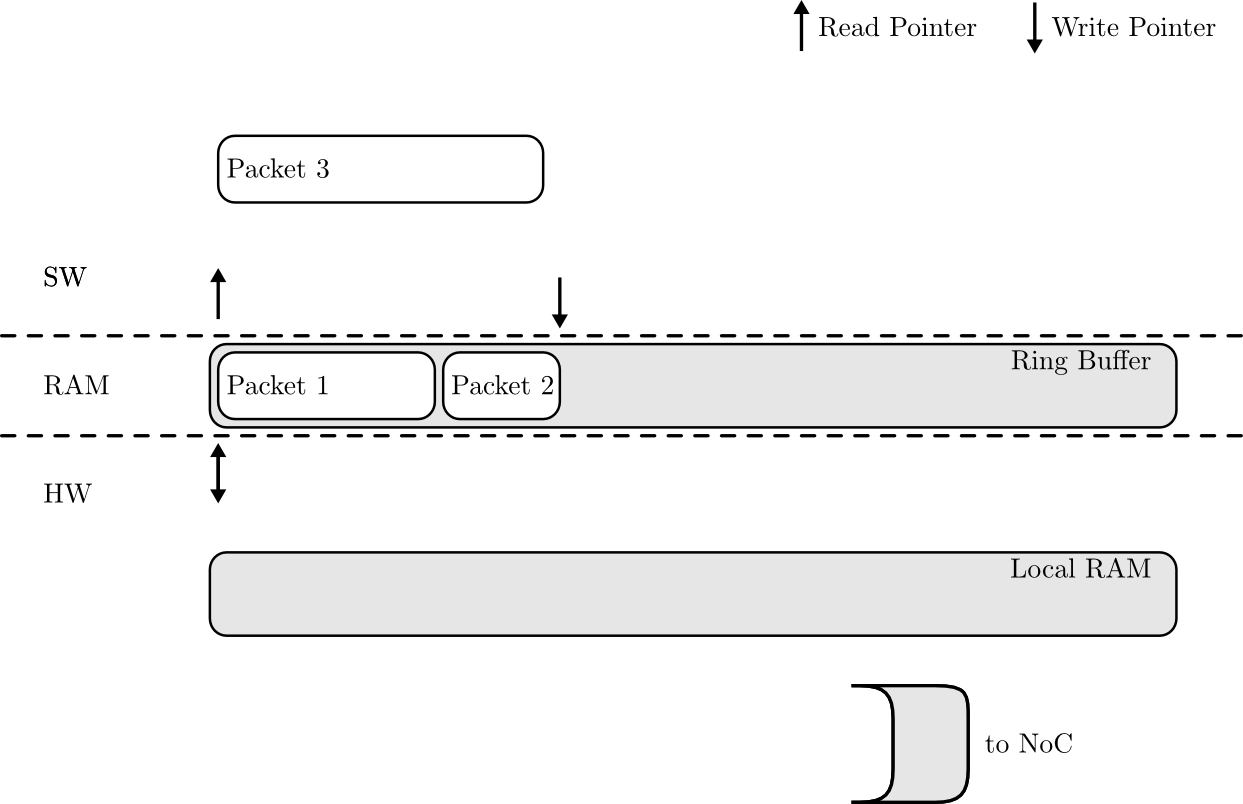 Read Pointer
Write Pointer
Packet 3
SW
Ring Buffer
RAM
Packet 1
Packet 2
HW
Local RAM
to NoC